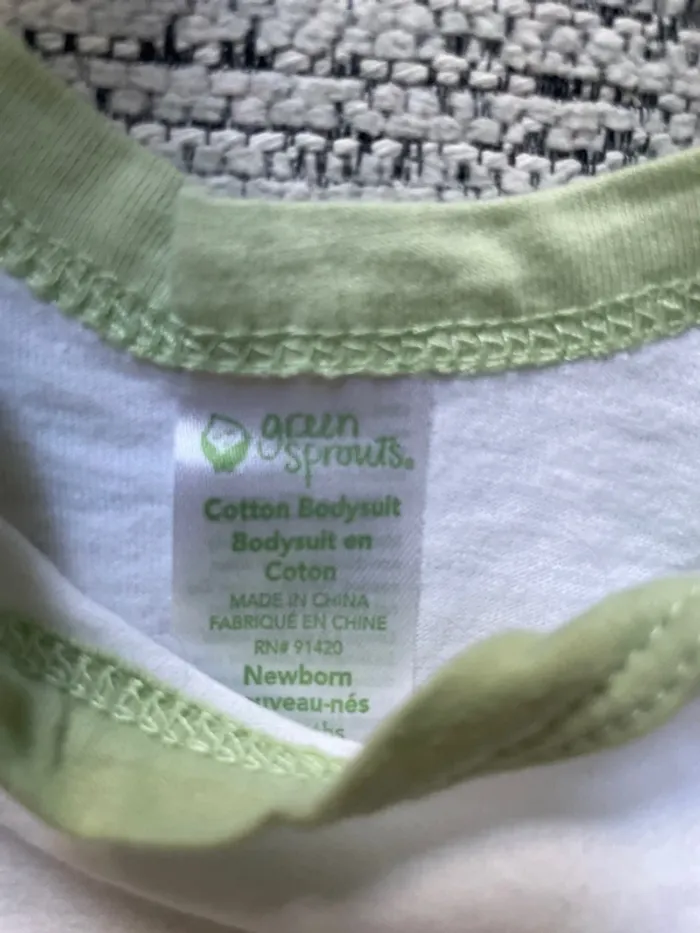 green
sprouts®
Cotton Bodysuit
Bodysuit en
Coton
MADE IN CHINA
FABRIQUÉ EN CHINE
RN# 91420
Newborn